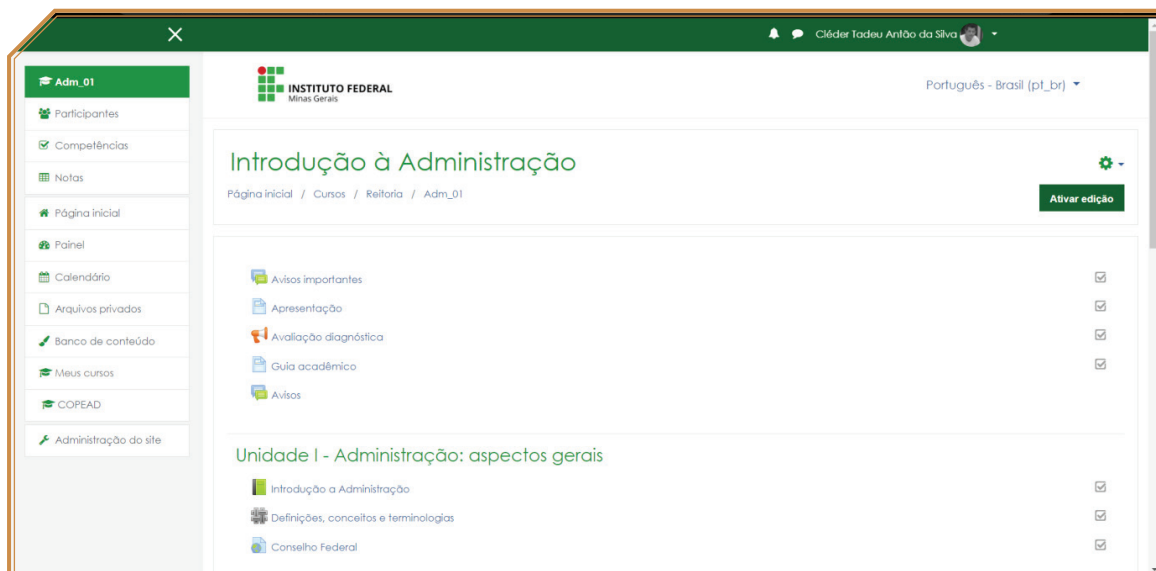 Cléder Tadeu Antão da Silva
Adm_01
Participantes
Competências
Notas
Página inicial
Painel
Calendário
Arquivos privados
Banco de conteúdo
Meus cursos
COPEAD
Administração do site
INSTITUTO FEDERAL
Minas Gerais
Português - Brasil (pt_br)
Introdução à Administração
Página inicial / Cursos / Reitoria / Adm_01
Ativar edição
Avisos importantes
Apresentação
Avaliação diagnóstica
Guia acadêmico
Avisos
Unidade I - Administração: aspectos gerais
Introdução a Administração
Definições, conceitos e terminologias
Conselho Federal